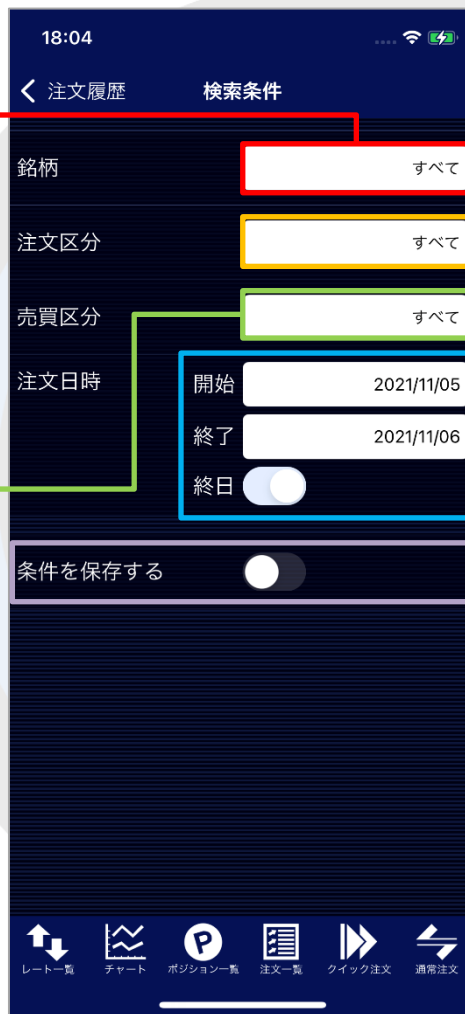 18:04
注文履歴 検索条件
銘柄 すべて
注文区分 すべて
売買区分 すべて
注文日時 開始 2021/11/05
終了 2021/11/06
終日
条件を保存する
P
レート一覧 チャート ポジション一覧 注文一覧 クイック注文 通常注文